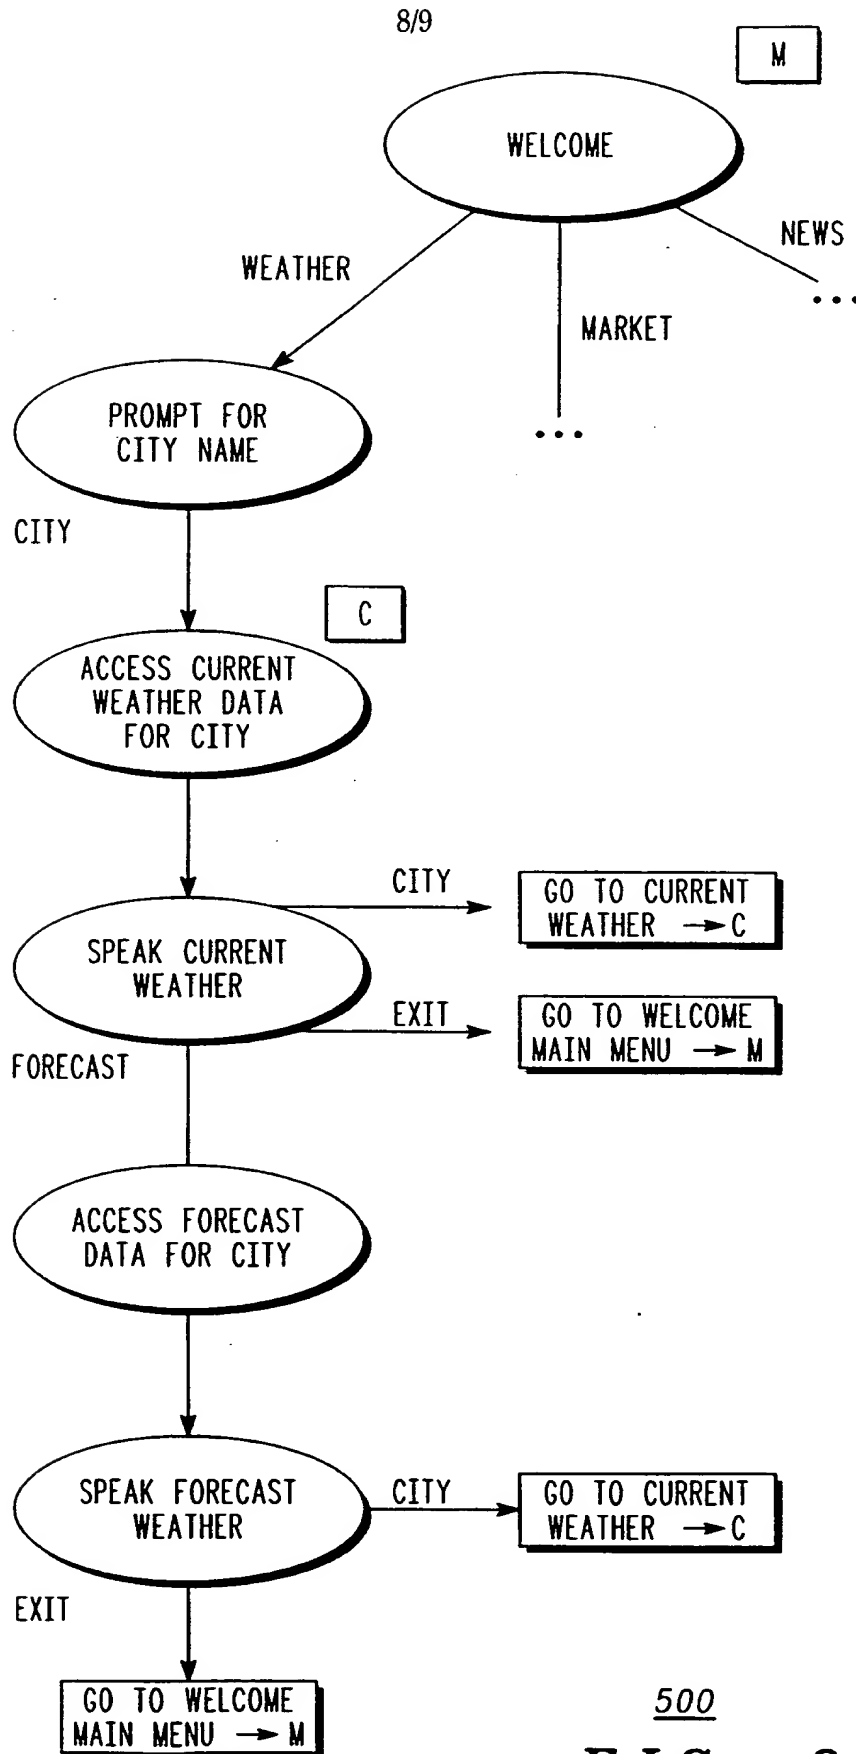 8/9
M
WELCOME
NEWS
...
WEATHER
MARKET
...
PROMPT FOR
CITY NAME
CITY
C
ACCESS CURRENT
WEATHER DATA
FOR CITY
CITY
GO TO CURRENT
WEATHER → C
SPEAK CURRENT
WEATHER
EXIT
GO TO WELCOME
MAIN MENU → M
FORECAST
ACCESS FORECAST
DATA FOR CITY
SPEAK FORECAST
WEATHER
CITY
GO TO CURRENT
WEATHER → C
EXIT
GO TO WELCOME
MAIN MENU → M
500